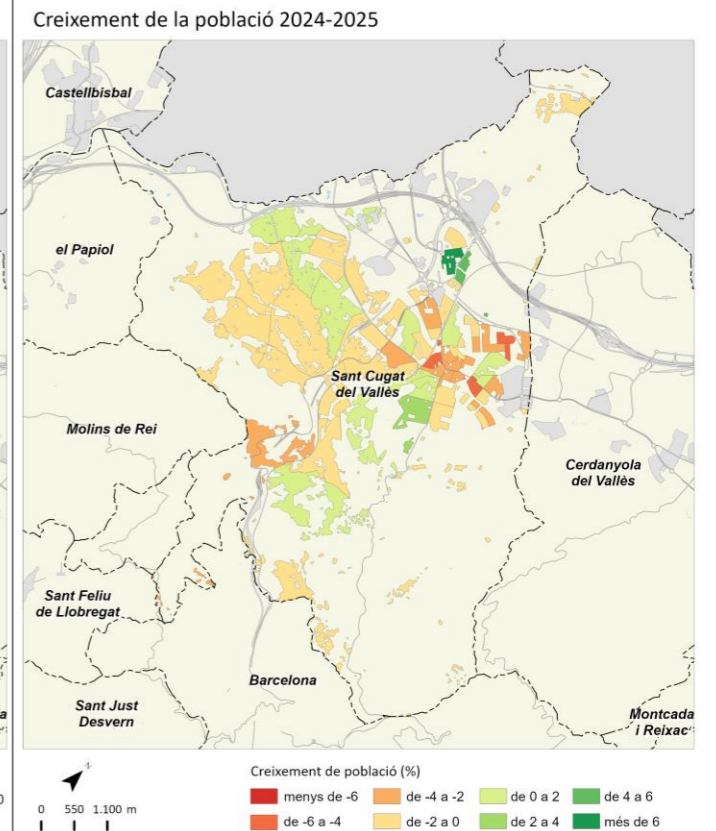 Creixement de la població 2024-2025
Castellbisbal
el Papiol
Sant Cugat
del Vallès
Molins de Rei
Cerdanyola
del Vallès
Sant Feliu
de Llobregat
Barcelona
Sant Just
Desvern
Montcada
i Reixac
a
Creixement de població (%)
0 550 1.100 m
menys de -6
de -4 a -2
de 0 a 2
de 4 a 6
de -6 a -4
de -2 a 0
de 2 a 4
més de 6
0